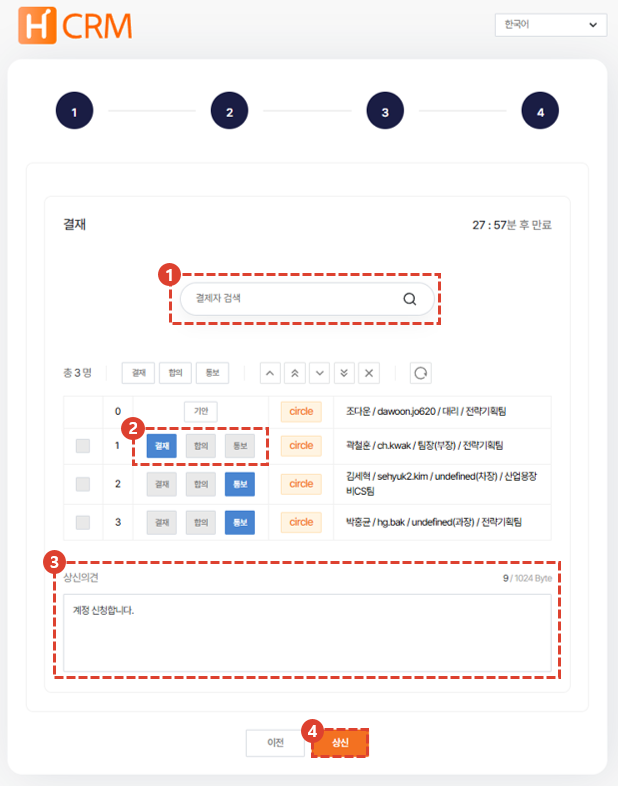 H CRM
한국어
1 2 3 4
결재
27 : 57분 후 만료
1
결제자 검색
총 3 명 결재 합의 통보
0 기안 circle 조다운 / dawoon.jo620 / 대리 / 전략기획팀
2
1 결재 합의 통보 circle 곽철훈 / ch.kwak / 팀장(부장) / 전략기획팀
2 결재 합의 통보 circle 김세혁 / sehyuk2.kim / undefined(차장) / 산업용장
비CS팀
3 결재 합의 통보 circle 박홍균 / hg.bak / undefined(과장) / 전략기획팀
3
상신의견
9 / 1024 Byte
계정 신청합니다.
이전
4
상신